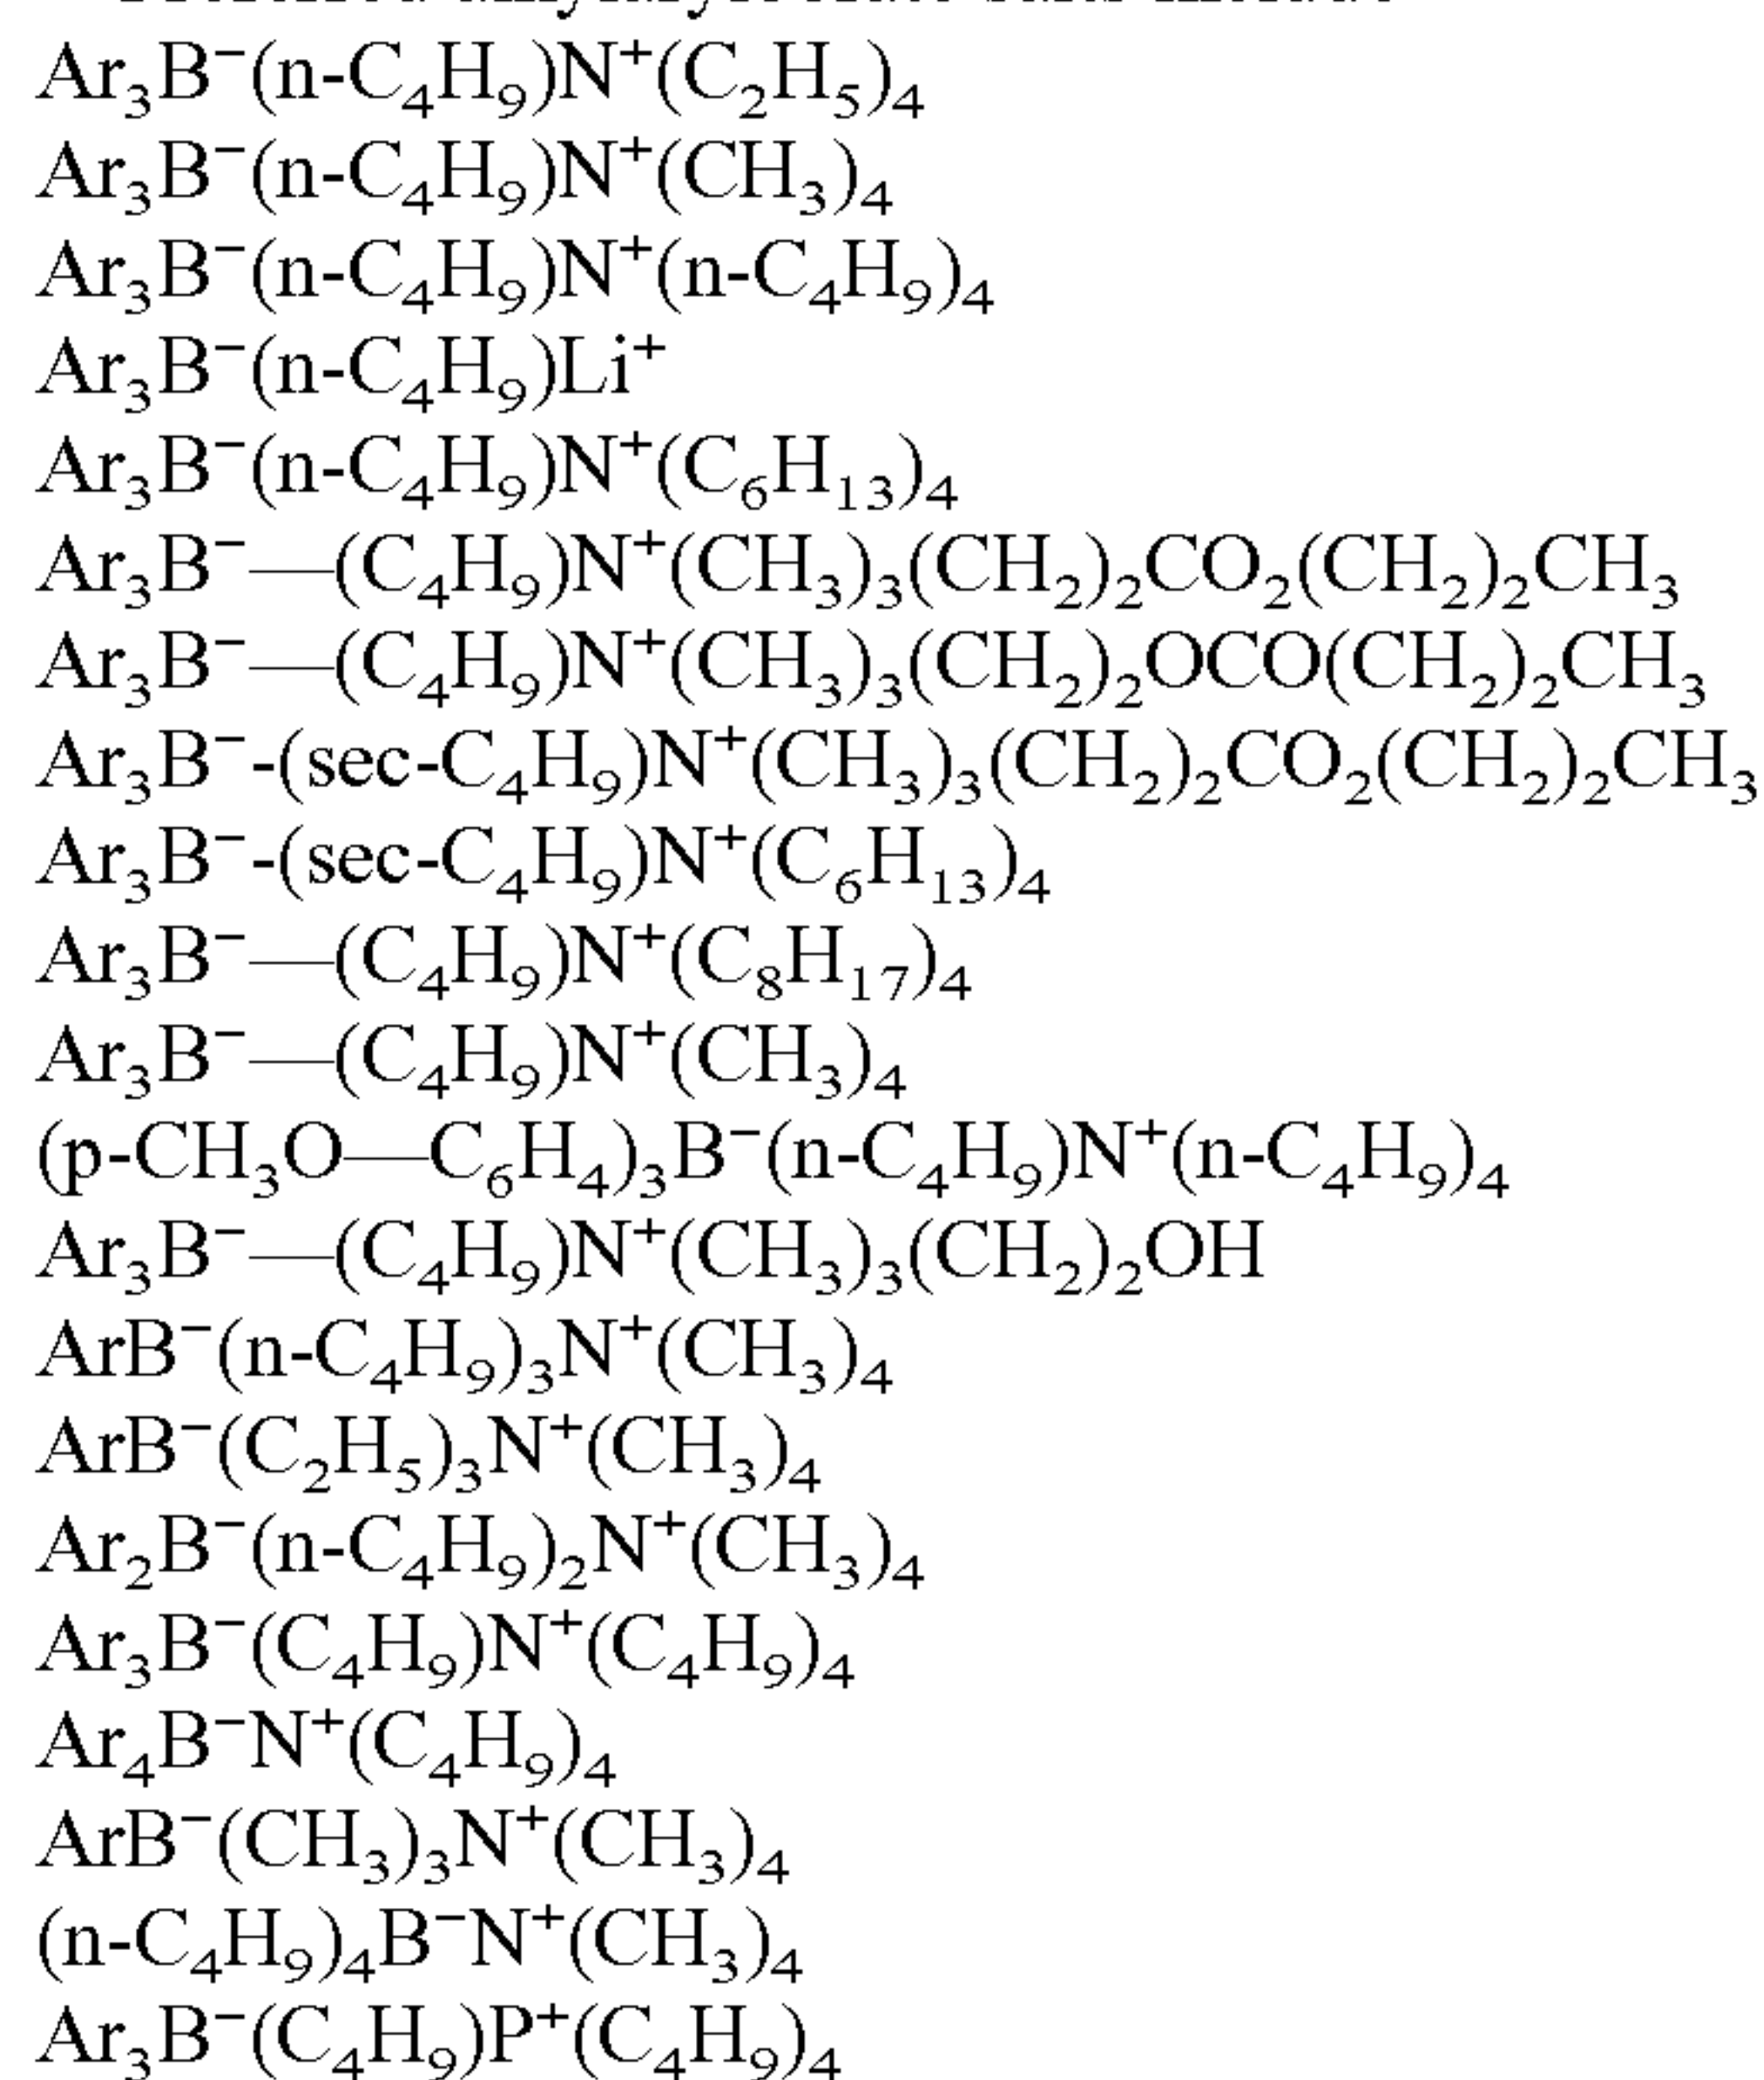 Ar₃B⁻(n-C₄H₉)N⁺(C₂H₅)₄
Ar₃B⁻(n-C₄H₉)N⁺(CH₃)₄
Ar₃B⁻(n-C₄H₉)N⁺(n-C₄H₉)₄
Ar₃B⁻(n-C₄H₉)Li⁺
Ar₃B⁻(n-C₄H₉)N⁺(C₆H₁₃)₄
Ar₃B⁻—(C₄H₉)N⁺(CH₃)₃(CH₂)₂CO₂(CH₂)₂CH₃
Ar₃B⁻—(C₄H₉)N⁺(CH₃)₃(CH₂)₂OCO(CH₂)₂CH₃
Ar₃B⁻-(sec-C₄H₉)N⁺(CH₃)₃(CH₂)₂CO₂(CH₂)₂CH₃
Ar₃B⁻-(sec-C₄H₉)N⁺(C₆H₁₃)₄
Ar₃B⁻—(C₄H₉)N⁺(C₈H₁₇)₄
Ar₃B⁻—(C₄H₉)N⁺(CH₃)₄
(p-CH₃O—C₆H₄)₃B⁻(n-C₄H₉)N⁺(n-C₄H₉)₄
Ar₃B⁻—(C₄H₉)N⁺(CH₃)₃(CH₂)₂OH
ArB⁻(n-C₄H₉)₃N⁺(CH₃)₄
ArB⁻(C₂H₅)₃N⁺(CH₃)₄
Ar₂B⁻(n-C₄H₉)₂N⁺(CH₃)₄
Ar₃B⁻(C₄H₉)N⁺(C₄H₉)₄
Ar₄B⁻N⁺(C₄H₉)₄
ArB⁻(CH₃)₃N⁺(CH₃)₄
(n-C₄H₉)₄B⁻N⁺(CH₃)₄
Ar₃B⁻(C₄H₉)P⁺(C₄H₉)₄